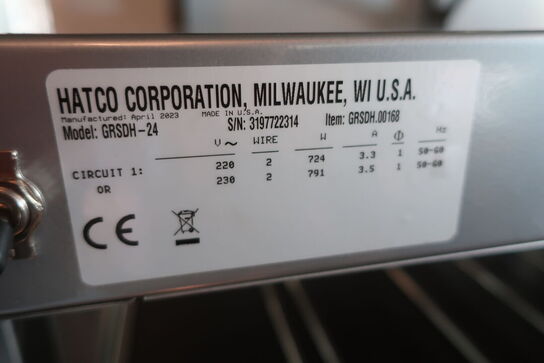 HATCO CORPORATION, MILWAUKEE, WI U.S.A.
Manufactured: April 2023 MADE IN U.S.A.
Model: GRSDH-24 S/N: 3197722314 Item: GRSDH.00168
V~ WIRE W A Φ Hz
CIRCUIT 1: 220 2 724 3.3 1 50-60
OR 230 2 791 3.5 1 50-60
CE